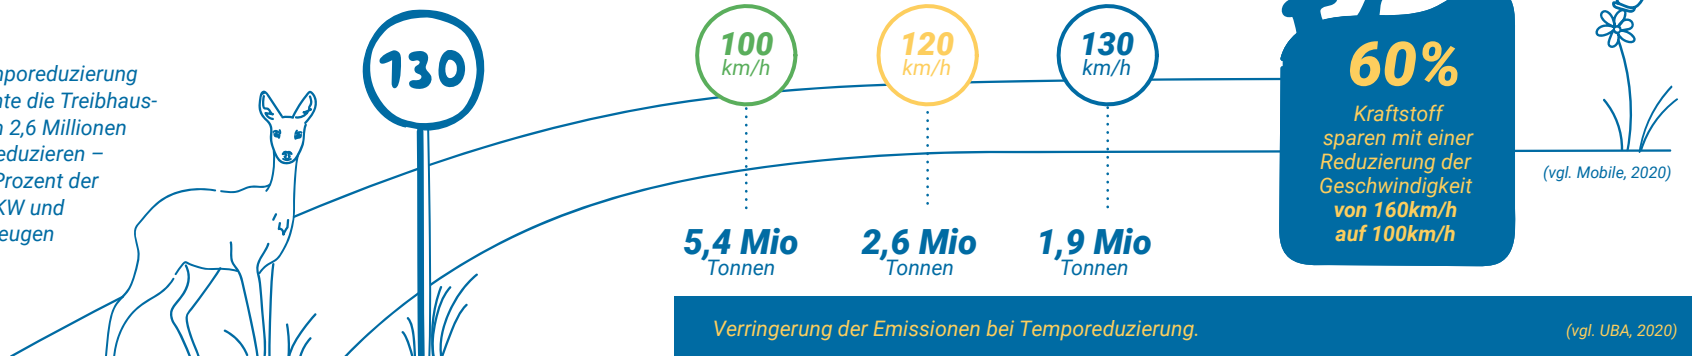 mporeduzierung
nte die Treibhaus-
n 2,6 Millionen
eduzieren –
Prozent der
KW und
eugen
130
100
km/h
120
km/h
130
km/h
5,4 Mio
Tonnen
2,6 Mio
Tonnen
1,9 Mio
Tonnen
60%
Kraftstoff
sparen mit einer
Reduzierung der
Geschwindigkeit
von 160km/h
auf 100km/h
(vgl. Mobile, 2020)
Verringerung der Emissionen bei Temporeduzierung.
(vgl. UBA, 2020)